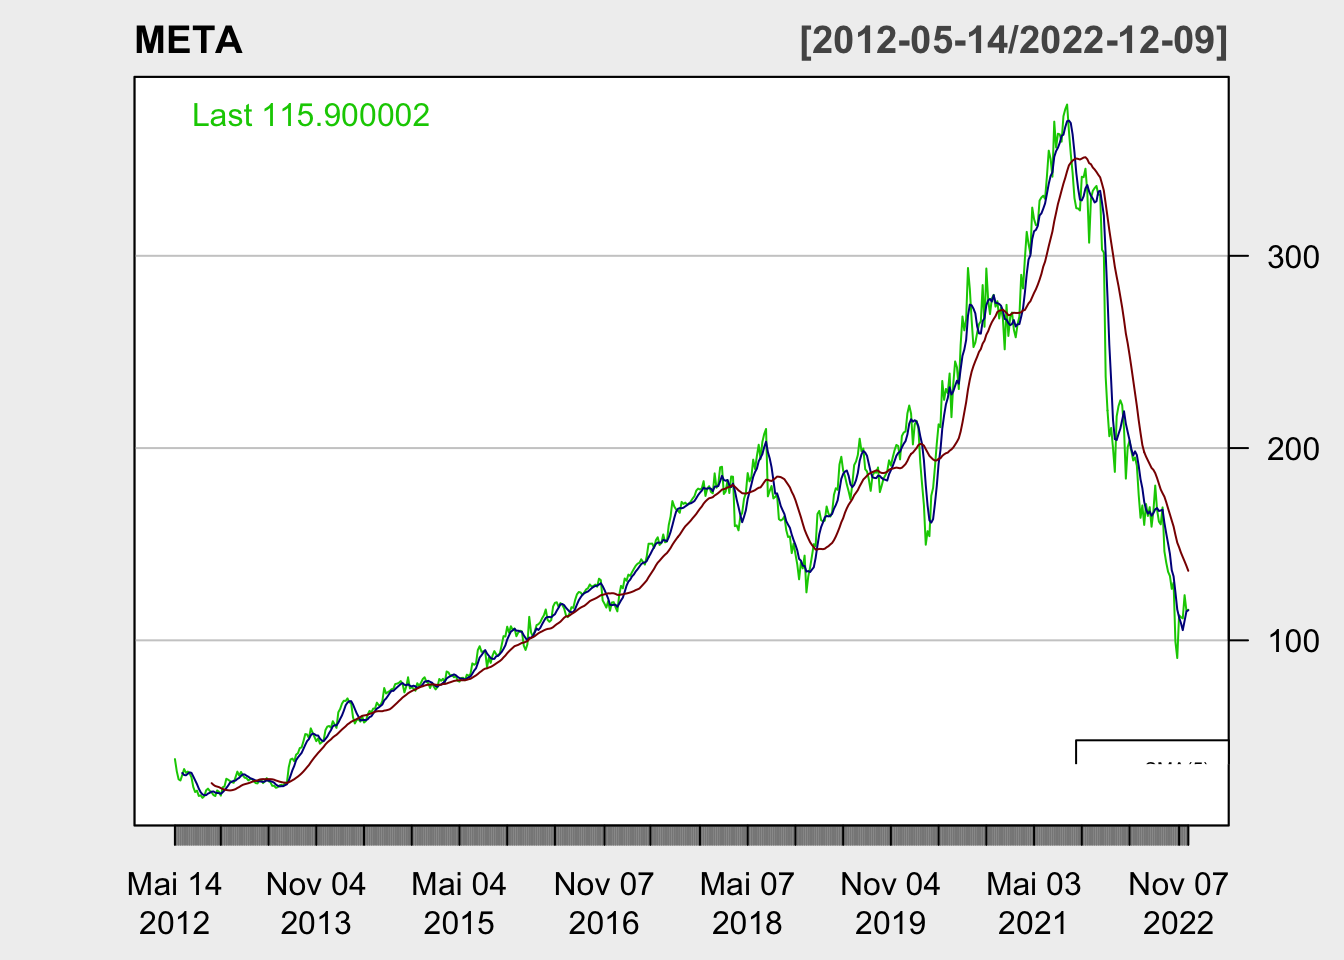 META [2012-05-14/2022-12-09]
Last 115.900002
300
200
100
Mai 14 Nov 04 Mai 04 Nov 07 Mai 07 Nov 04 Mai 03 Nov 07
2012 2013 2015 2016 2018 2019 2021 2022